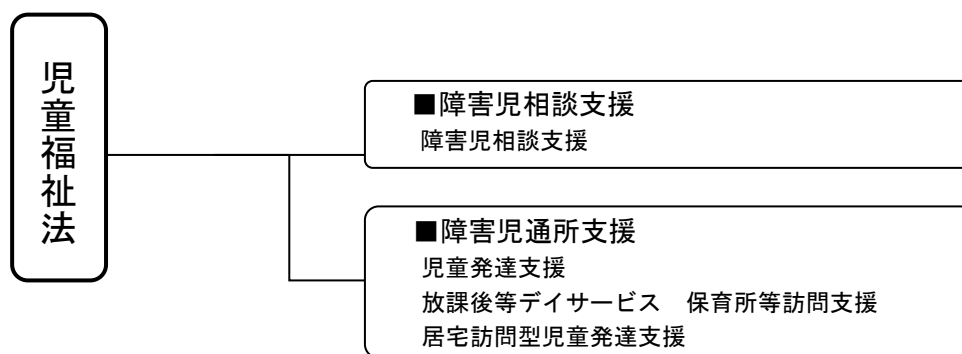 児童福祉法
■障害児相談支援
障害児相談支援
■障害児通所支援
児童発達支援
放課後等デイサービス　保育所等訪問支援
居宅訪問型児童発達支援